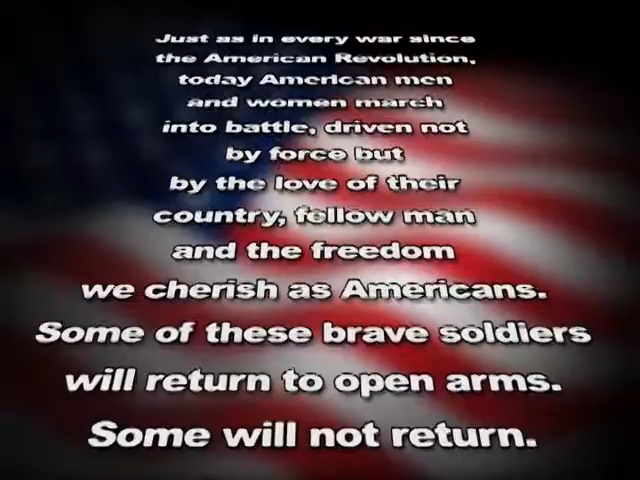 Just as in every war since
the American Revolution,
today American men
and women march
into battle, driven not
by force but
by the love of their
country, fellow man
and the freedom
we cherish as Americans.
Some of these brave soldiers
will return to open arms.
Some will not return.